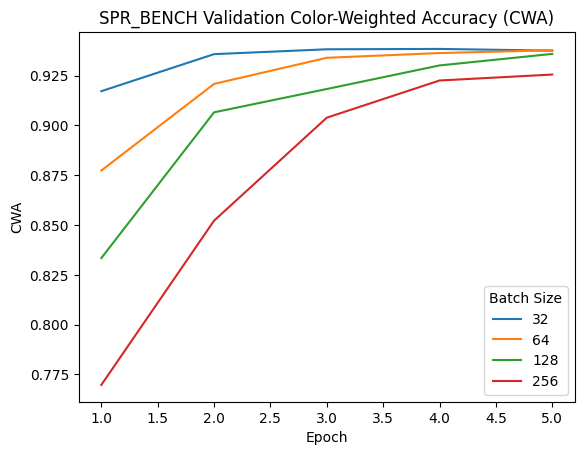 SPR_BENCH Validation Color-Weighted Accuracy (CWA)
CWA
0.925
0.900
0.875
0.850
0.825
0.800
0.775
Batch Size
32
64
128
256
1.0 1.5 2.0 2.5 3.0 3.5 4.0 4.5 5.0
Epoch